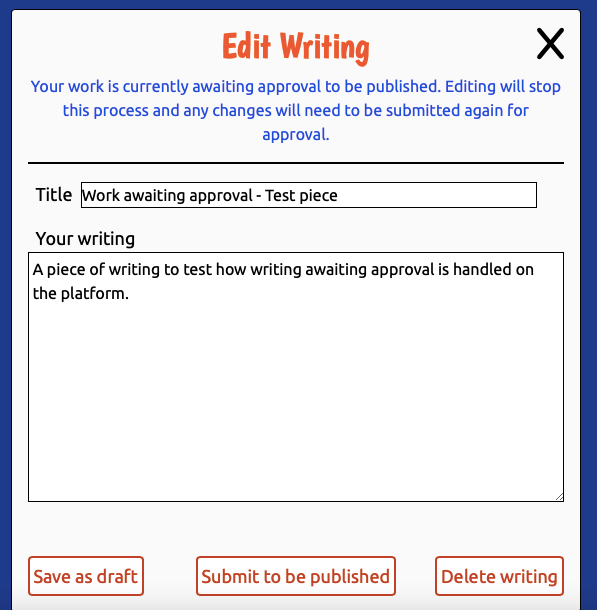 Edit Writing
Your work is currently awaiting approval to be published. Editing will stop
this process and any changes will need to be submitted again for
approval.
Title Work awaiting approval - Test piece
Your writing
A piece of writing to test how writing awaiting approval is handled on
the platform.
Save as draft Submit to be published Delete writing